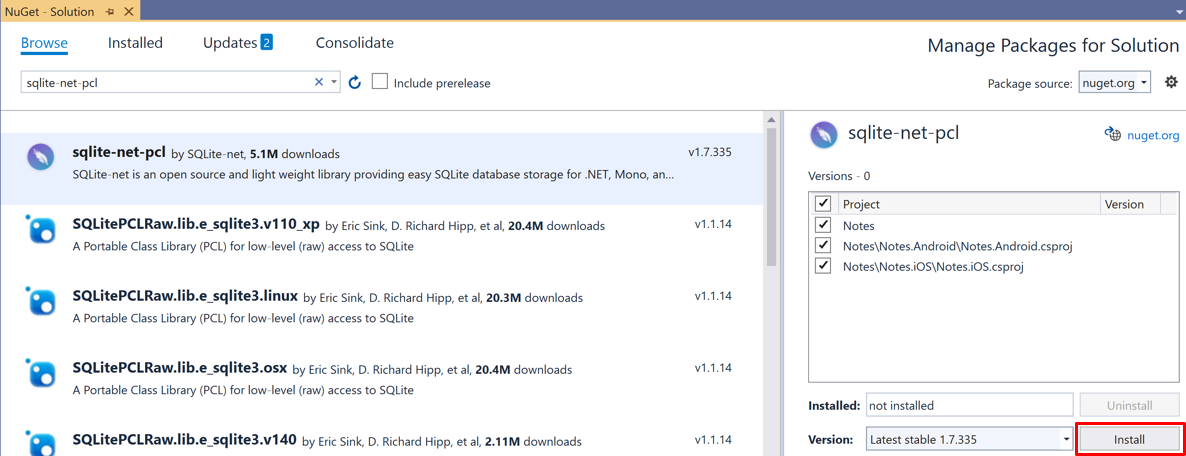 NuGet - Solution
Browse Installed Updates 2 Consolidate
Manage Packages for Solution
sqlite-net-pcl Include prerelease
Package source: nuget.org
sqlite-net-pcl by SQLite-net, 5.1M downloads v1.7.335
SQLite-net is an open source and light weight library providing easy SQLite database storage for .NET, Mono, an...
SQLitePCLRaw.lib.e_sqlite3.v110_xp by Eric Sink, D. Richard Hipp, et al, 20.4M downloads v1.1.14
A Portable Class Library (PCL) for low-level (raw) access to SQLite
SQLitePCLRaw.lib.e_sqlite3.linux by Eric Sink, D. Richard Hipp, et al, 20.3M downloads v1.1.14
A Portable Class Library (PCL) for low-level (raw) access to SQLite
SQLitePCLRaw.lib.e_sqlite3.osx by Eric Sink, D. Richard Hipp, et al, 20.4M downloads v1.1.14
A Portable Class Library (PCL) for low-level (raw) access to SQLite
SQLitePCLRaw.lib.e_sqlite3.v140 by Eric Sink, D. Richard Hipp, et al, 2.11M downloads v1.1.14
sqlite-net-pcl nuget.org
Versions - 0
Project Version
Notes
Notes\Notes.Android\Notes.Android.csproj
Notes\Notes.iOS\Notes.iOS.csproj
Installed: not installed Uninstall
Version: Latest stable 1.7.335 Install